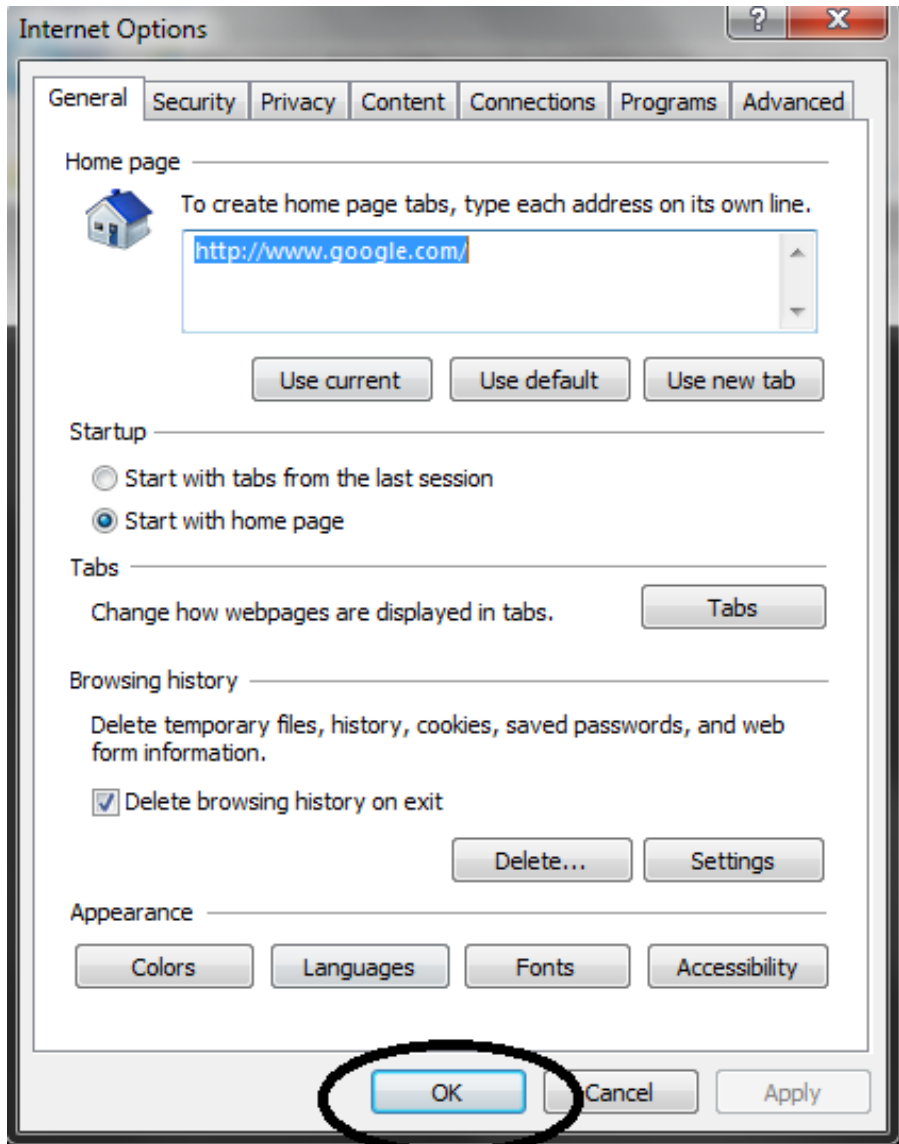 Internet Options
?
General Security Privacy Content Connections Programs Advanced
Home page
To create home page tabs, type each address on its own line.
http://www.google.com/
Use current Use default Use new tab
Startup
Start with tabs from the last session
Start with home page
Tabs
Change how webpages are displayed in tabs.
Tabs
Browsing history
Delete temporary files, history, cookies, saved passwords, and web
form information.
Delete browsing history on exit
Delete... Settings
Appearance
Colors Languages Fonts Accessibility
OK Cancel Apply